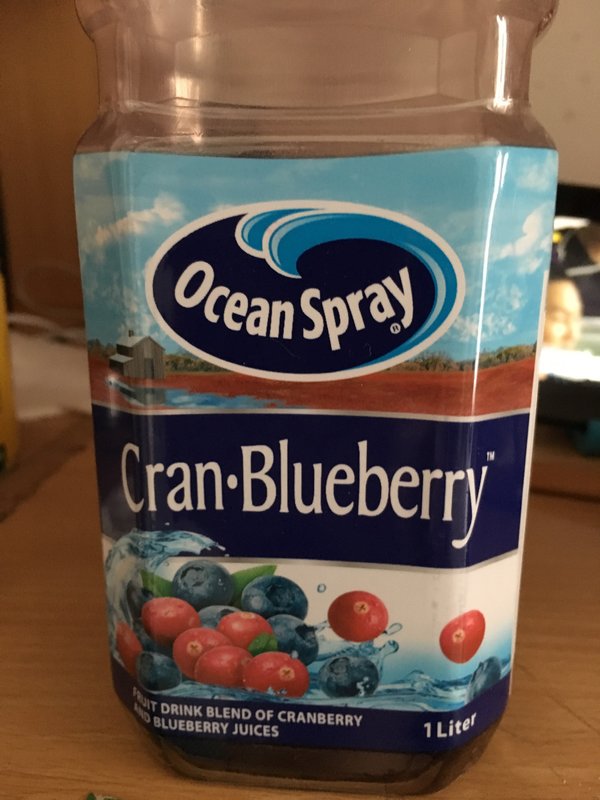 Ocean Spray®
Cran•Blueberry™
FRUIT DRINK BLEND OF CRANBERRY
AND BLUEBERRY JUICES
1 Liter